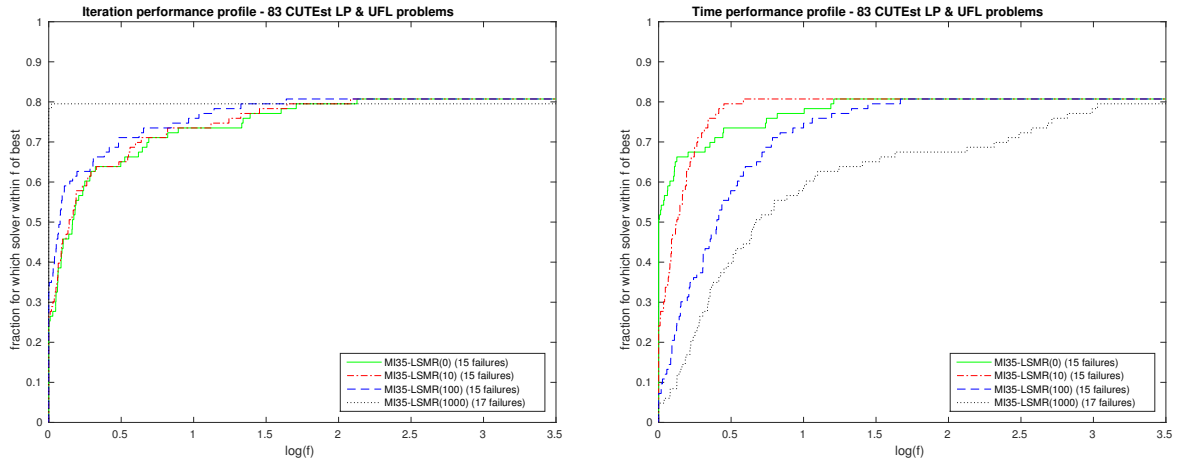 Iteration performance profile - 83 CUTEst LP & UFL problems
fraction for which solver within f of best
1
0.9
0.8
0.7
0.6
0.5
0.4
0.3
0.2
0.1
0
0 0.5 1 1.5 2 2.5 3 3.5
log(f)
MI35-LSMR(0) (15 failures)
MI35-LSMR(10) (15 failures)
MI35-LSMR(100) (15 failures)
MI35-LSMR(1000) (17 failures)
Time performance profile - 83 CUTEst LP & UFL problems
fraction for which solver within f of best
1
0.9
0.8
0.7
0.6
0.5
0.4
0.3
0.2
0.1
0
0 0.5 1 1.5 2 2.5 3 3.5
log(f)
MI35-LSMR(0) (15 failures)
MI35-LSMR(10) (15 failures)
MI35-LSMR(100) (15 failures)
MI35-LSMR(1000) (17 failures)